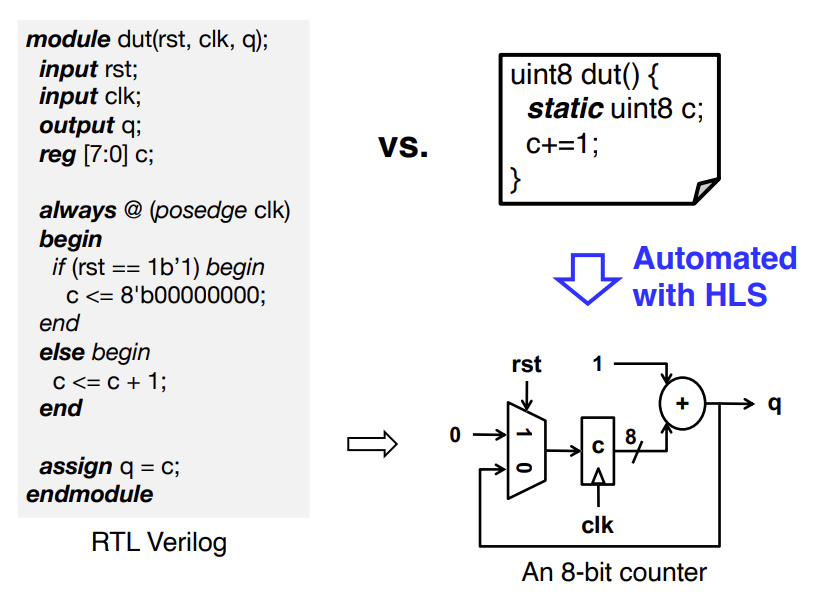 module dut(rst, clk, q);
input rst;
input clk;
output q;
reg [7:0] c;
always @ (posedge clk)
begin
if (rst == 1b’1) begin
c <= 8'b00000000;
end
else begin
c <= c + 1;
end
assign q = c;
endmodule
RTL Verilog
vs.
uint8 dut() {
static uint8 c;
c+=1;
}
Automated
with HLS
rst
1
+
q
0
1
0
c
8
clk
An 8-bit counter